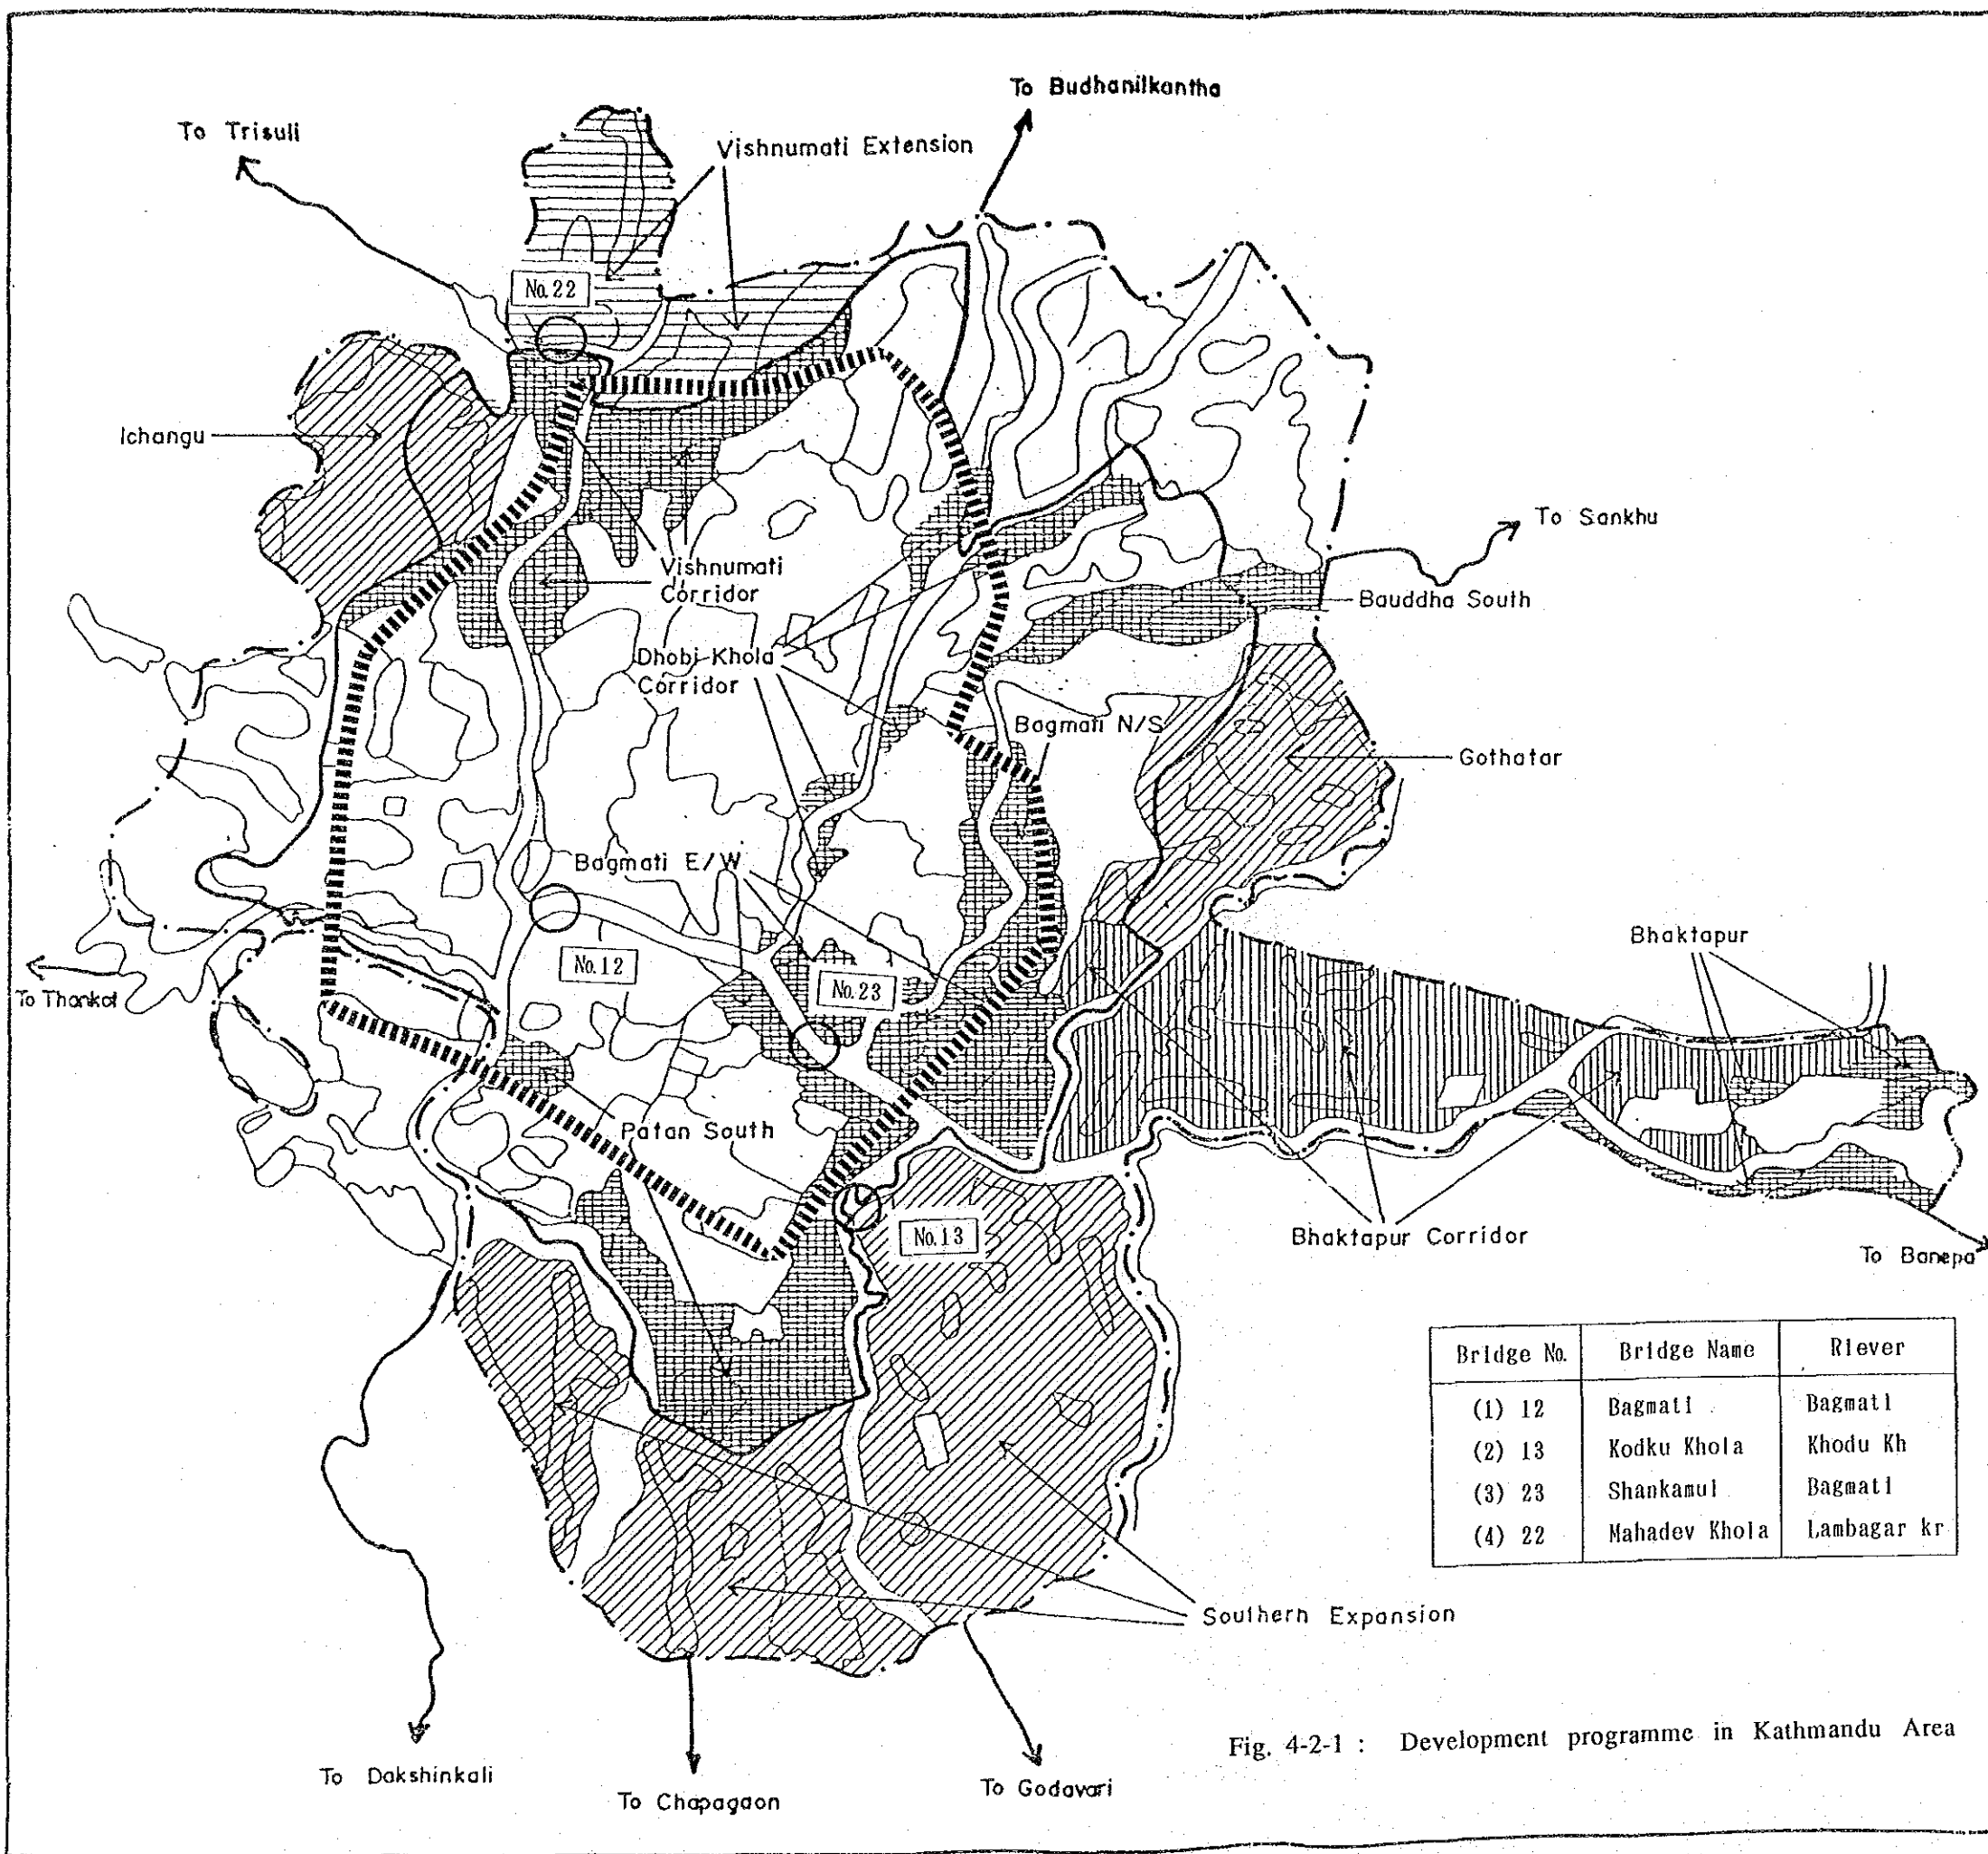 To Budhanilkantha
To Trisuli
Vishnumati Extension
No.22
Ichangu
To Sankhu
Vishnumati
Corridor
Bauddha South
Dhobi Khola
Corridor
Bagmati N/S
Gothatar
Bagmati E/W
Bhaktapur
No.12
No.23
To Thankot
Patan South
No.13
Bhaktapur Corridor
To Banepa
Bridge No. Bridge Name Riever
(1) 12 Bagmati Bagmati
(2) 13 Kodku Khola Khodu Kh
(3) 23 Shankamul Bagmati
(4) 22 Mahadev Khola Lambagar kr
Southern Expansion
Fig. 4-2-1 : Development programme in Kathmandu Area
To Dakshinkali
To Chapagaon
To Godavari